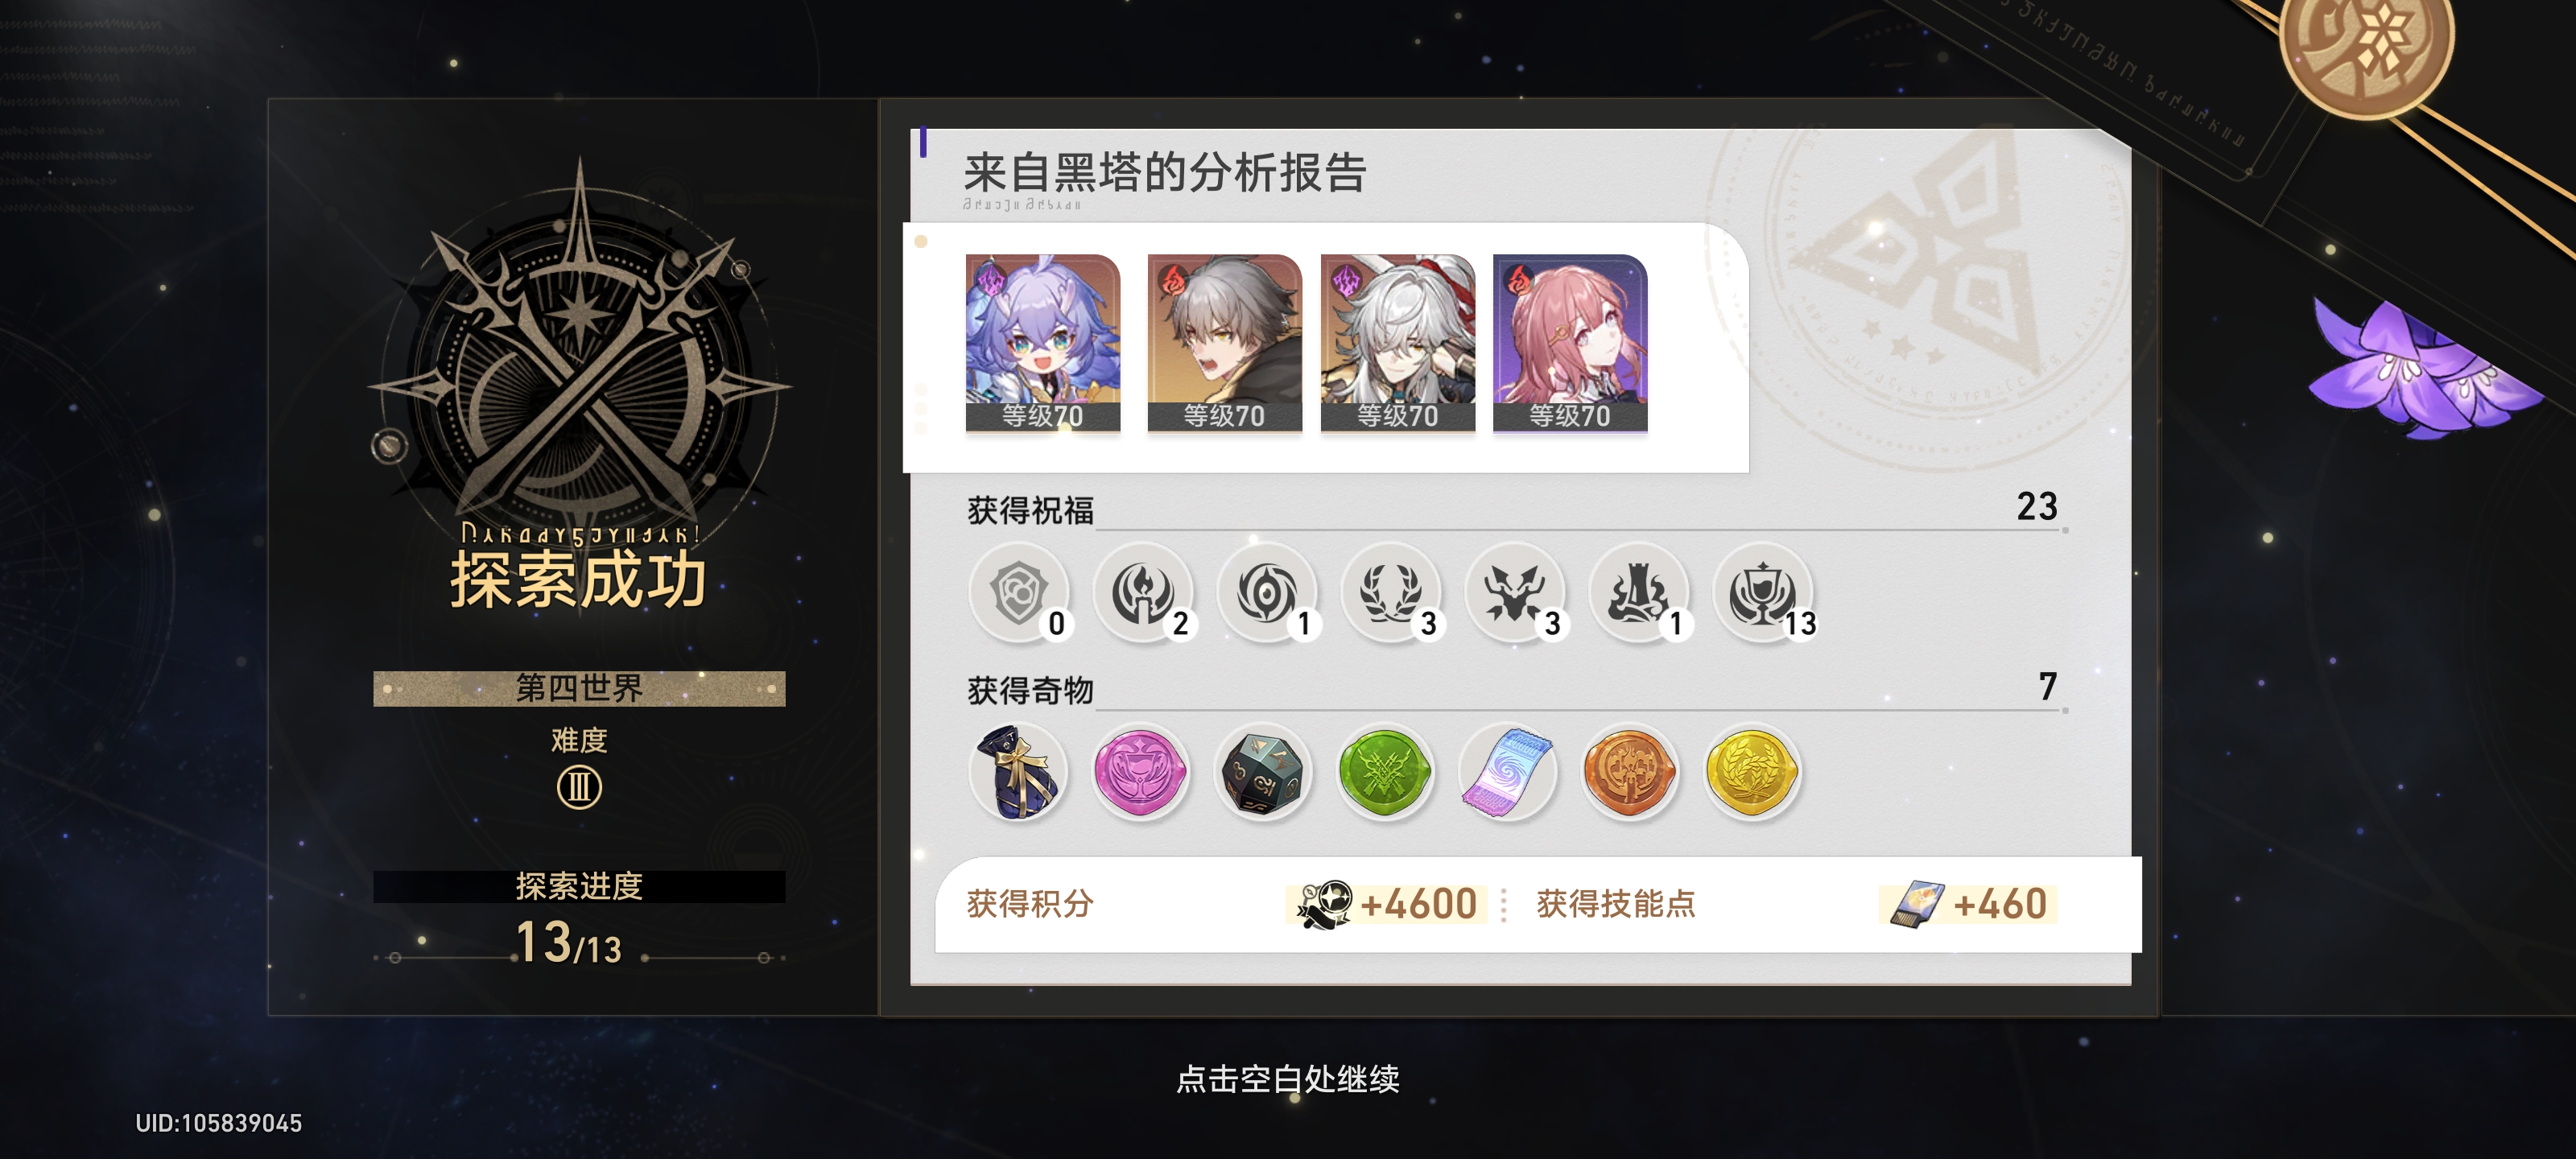 来自黑塔的分析报告
等级70
等级70
等级70
等级70
获得祝福 23
0 2 1 3 3 1 13
获得奇物 7
获得积分 +4600 获得技能点 +460
探索成功
第四世界
难度
III
探索进度
13/13
点击空白处继续
UID:105839045